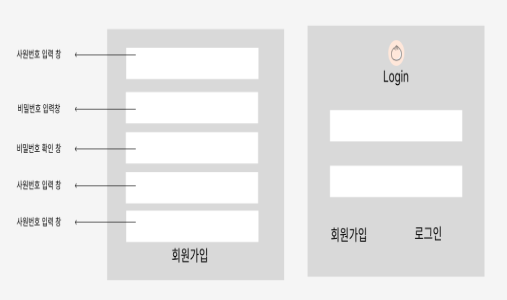 사원번호 입력 창
비밀번호 입력창
비밀번호 확인 창
사원번호 입력 창
사원번호 입력 창
회원가입
Login
회원가입
로그인